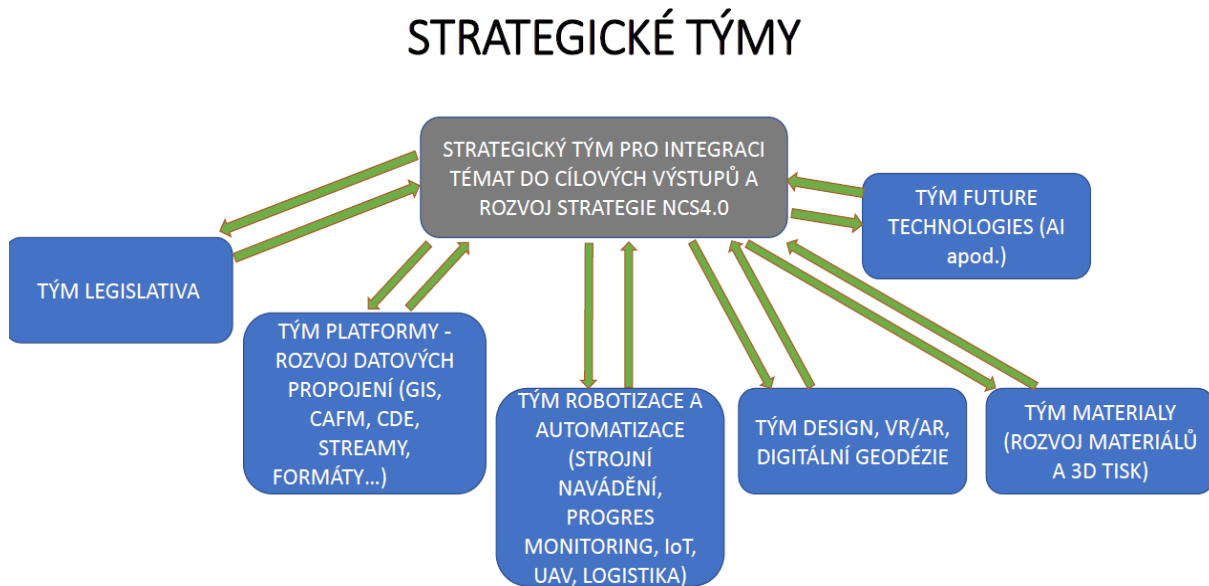 STRATEGICKÉ TÝMY
STRATEGICKÝ TÝM PRO INTEGRACI
TÉMAT DO CÍLOVÝCH VÝSTUPŮ A
ROZVOJ STRATEGIE NCS4.0
TÝM FUTURE
TECHNOLOGIES (AI
apod.)
TÝM LEGISLATIVA
TÝM PLATFORMY -
ROZVOJ DATOVÝCH
PROPOJENÍ (GIS,
CAFM, CDE,
STREAMY,
FORMÁTY...)
TÝM ROBOTIZACE A
AUTOMATIZACE
(STROJNÍ
NAVÁDĚNÍ,
PROGRES
MONITORING, IoT,
UAV, LOGISTIKA)
TÝM DESIGN, VR/AR,
DIGITÁLNÍ GEODÉZIE
TÝM MATERIALY
(ROZVOJ MATERIÁLŮ
A 3D TISK)